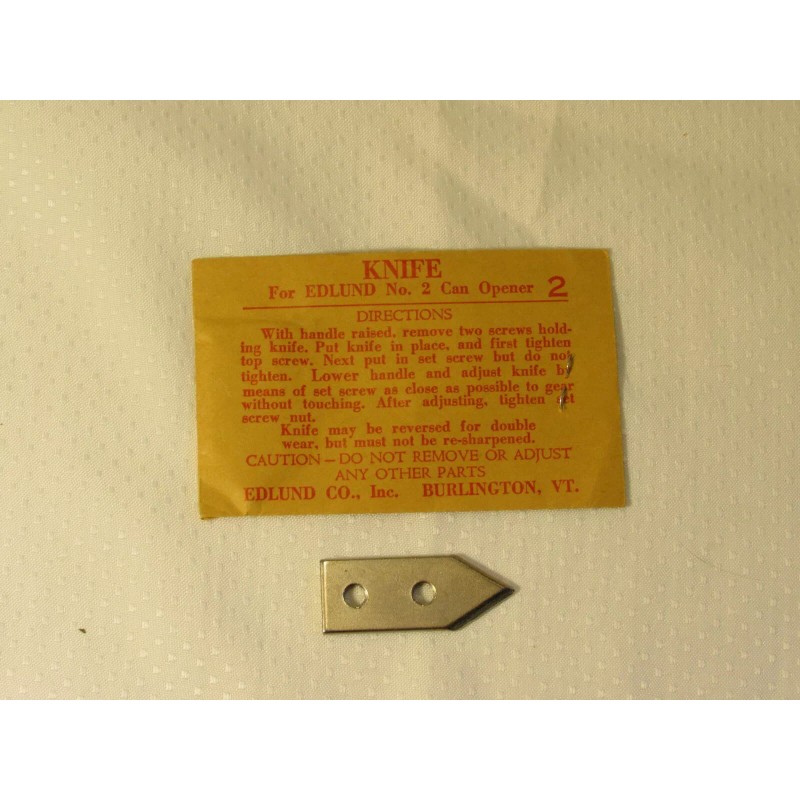 KNIFE
For EDLUND No. 2 Can Opener 2
DIRECTIONS
With handle raised, remove two screws hold-
ing knife. Put knife in place, and first tighten
top screw. Next put in set screw but do not
tighten. Lower handle and adjust knife by
means of set screw as close as possible to gear
without touching. After adjusting, tighten set
screw nut.
Knife may be reversed for double
wear, but must not be re-sharpened.
CAUTION—DO NOT REMOVE OR ADJUST
ANY OTHER PARTS
EDLUND CO., Inc. BURLINGTON, VT.